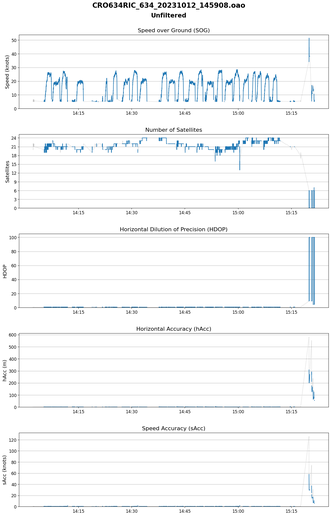 CRO634RIC_634_20231012_145908.oao
Unfiltered
Speed over Ground (SOG)
Speed (knots)
50
40
30
20
10
0
14:15 14:30 14:45 15:00 15:15
Number of Satellites
Satellites
24
21
18
15
12
9
6
3
0
14:15 14:30 14:45 15:00 15:15
Horizontal Dilution of Precision (HDOP)
HDOP
100
80
60
40
20
0
14:15 14:30 14:45 15:00 15:15
Horizontal Accuracy (hAcc)
hAcc (m)
600
500
400
300
200
100
0
14:15 14:30 14:45 15:00 15:15
Speed Accuracy (sAcc)
sAcc (knots)
120
100
80
60
40
20
0
14:15 14:30 14:45 15:00 15:15